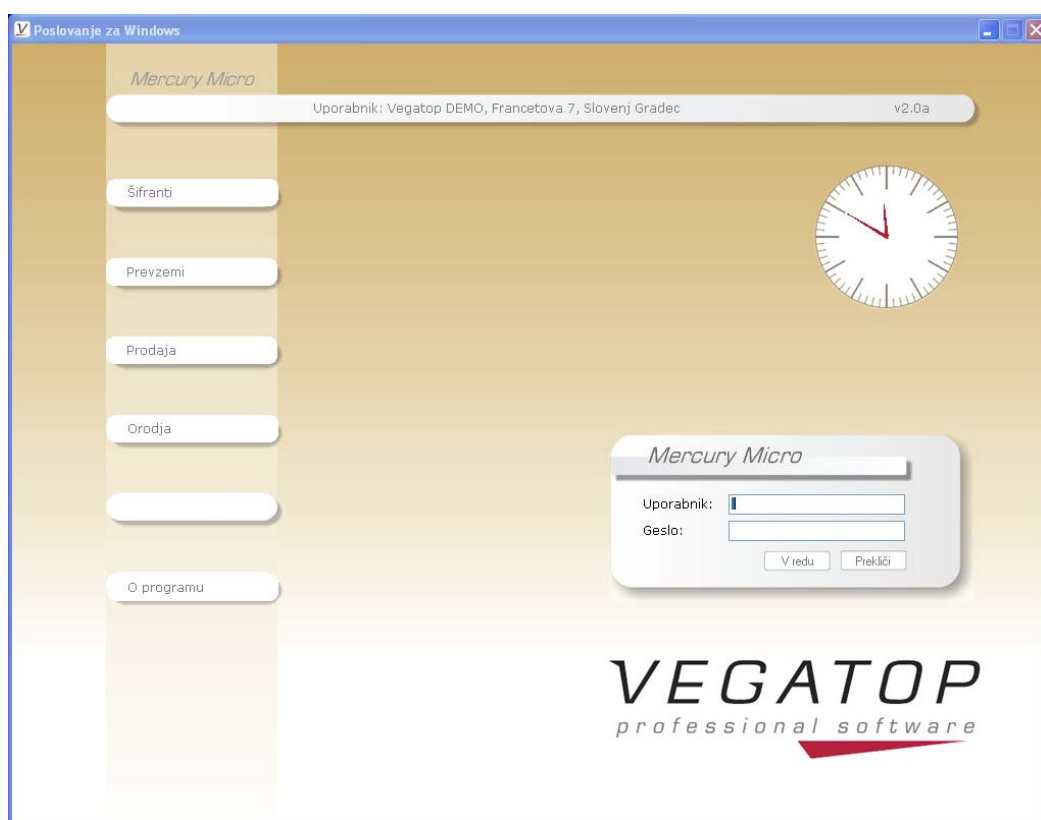 Poslovanje za Windows
Mercury Micro
Uporabnik: Vegatop DEMO, Francetova 7, Slovenj Gradec v2.0a
Šifranti
Prevzemi
Prodaja
Orodja
O programu
Mercury Micro
Uporabnik:
Geslo:
V redu Prekliči
VEGATOP
professional software